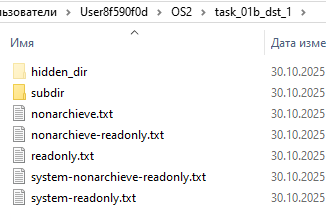 льзователи > User8f590f0d > OS2 > task_01b_dst_1 >
Имя Дата измен
hidden_dir 30.10.2025
subdir 30.10.2025
nonarchieve.txt 30.10.2025
nonarchieve-readonly.txt 30.10.2025
readonly.txt 30.10.2025
system-nonarchieve-readonly.txt 30.10.2025
system-readonly.txt 30.10.2025